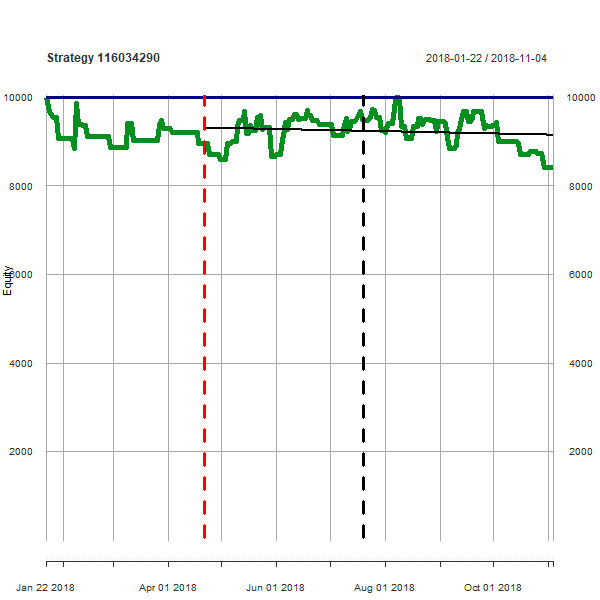 Strategy 116034290
2018-01-22 / 2018-11-04
10000
10000
8000
8000
6000
6000
Equity
4000
4000
2000
2000
Jan 22 2018
Apr 01 2018
Jun 01 2018
Aug 01 2018
Oct 01 2018